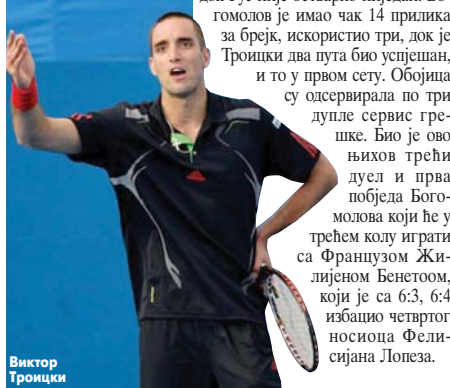 гомолов је имао чак 14 прилика
за брејк, искористио три, док је
Троицки два пута био успјешан,
и то у првом сету. Обојица
су одсервирала по три
дупле сервис гре-
шке. Био је ово
њихов трећи
дуел и прва
побједа Бого-
молова који ће у
трећем колу играти
са Французом Жи-
лијеном Бенетоом,
који је са 6:3, 6:4
избацио четвртог
носиоца Фели-
сијана Лопеза.
Виктор
Троицки